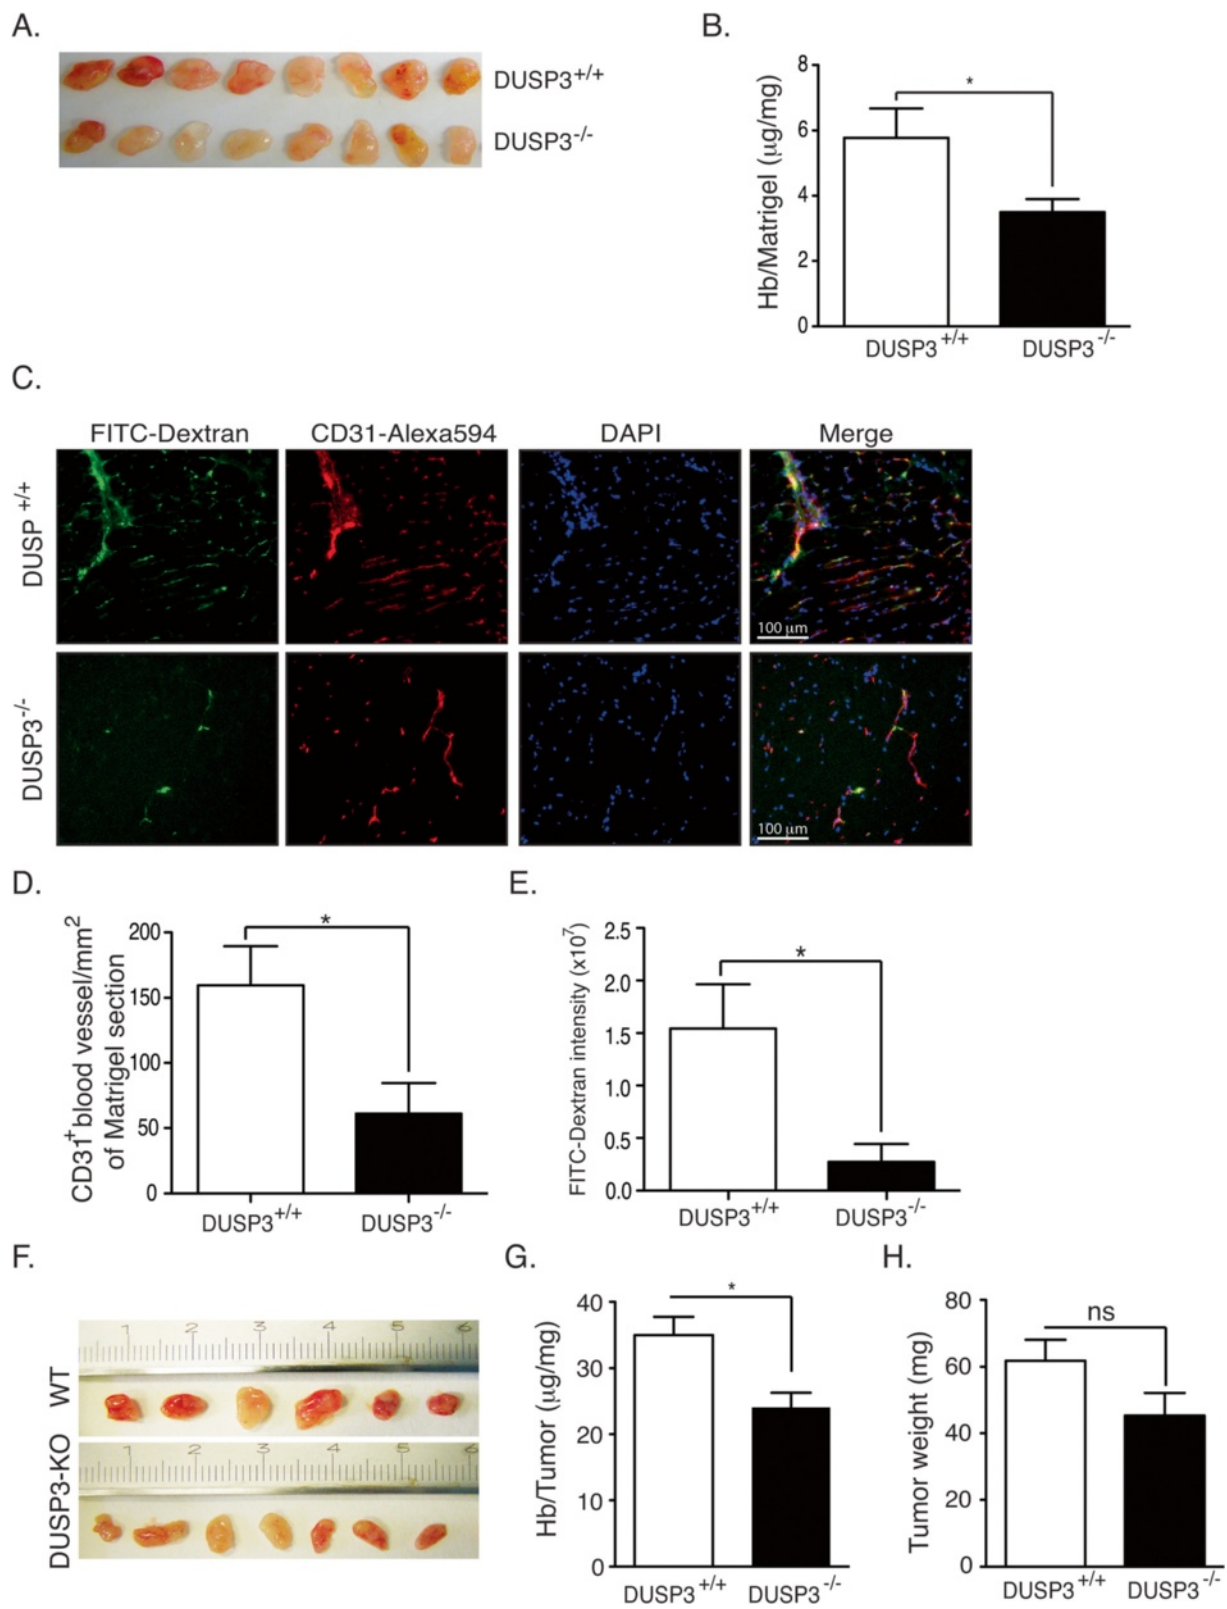 A.
DUSP3+/+
DUSP3-/-
B.
8
6
4
2
0
Hb/Matrigel (μg/mg)
*
DUSP3+/+ DUSP3-/-
C.
FITC-Dextran CD31-Alexa594 DAPI Merge
DUSP +/+
100 μm
DUSP3-/-
100 μm
D.
CD31+ blood vessel/mm2
of Matrigel section
200
150
100
50
0
*
DUSP3+/+ DUSP3-/-
E.
FITC-Dextran intensity (x107)
2.5
2.0
1.5
1.0
0.5
0.0
*
DUSP3+/+ DUSP3-/-
F.
WT
1 2 3 4 5 6
DUSP3-KO
1 2 3 4 5 6
G.
Hb/Tumor (μg/mg)
40
30
20
10
0
*
DUSP3+/+ DUSP3-/-
H.
Tumor weight (mg)
80
60
40
20
0
ns
DUSP3+/+ DUSP3-/-